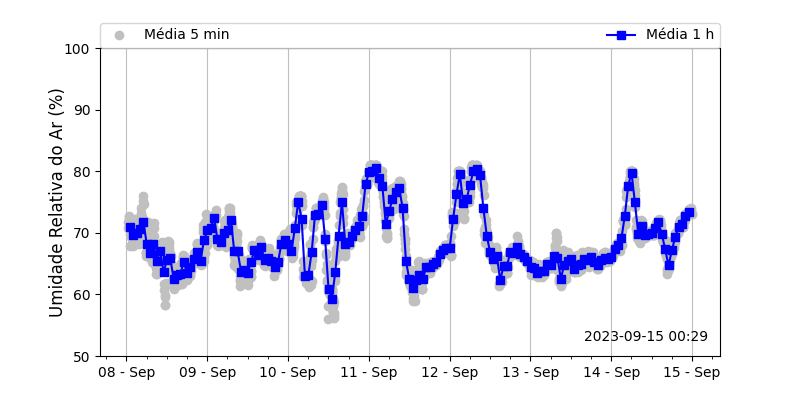 Média 5 min Média 1 h
100
90
80
70
60
50
Umidade Relativa do Ar (%)
2023-09-15 00:29
08 - Sep 09 - Sep 10 - Sep 11 - Sep 12 - Sep 13 - Sep 14 - Sep 15 - Sep